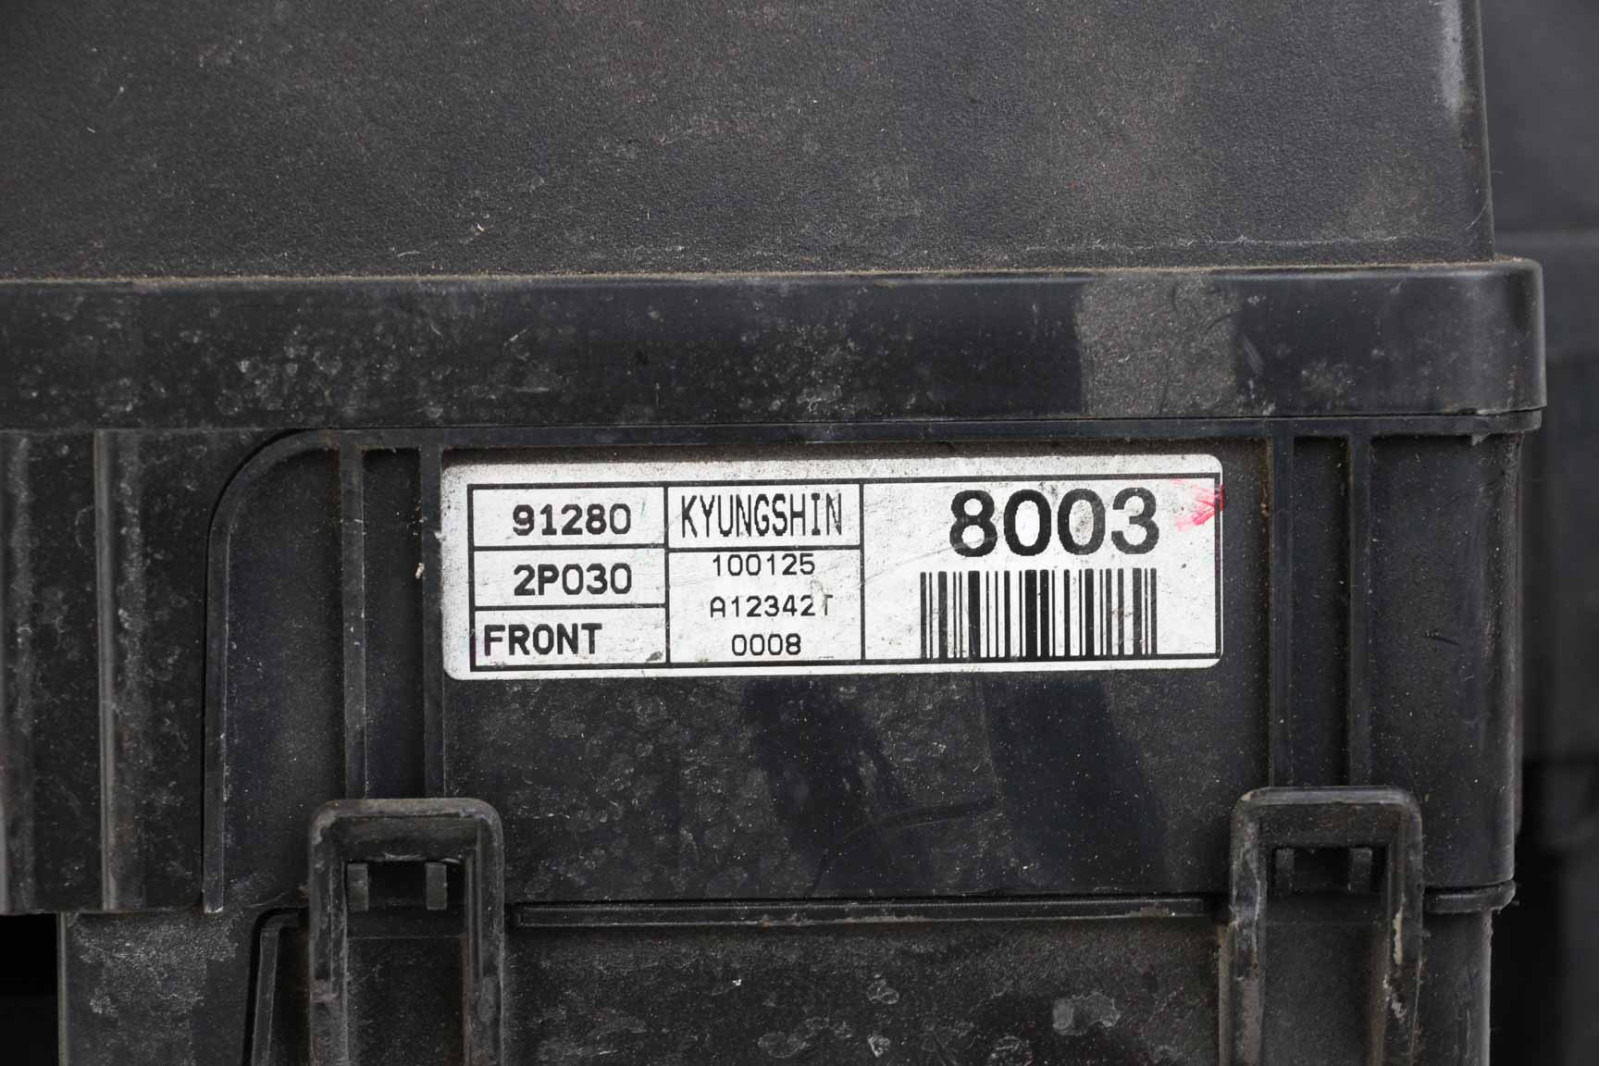 91280
2P030
FRONT
KYUNGSHIN
100125
A12342T
0008
8003